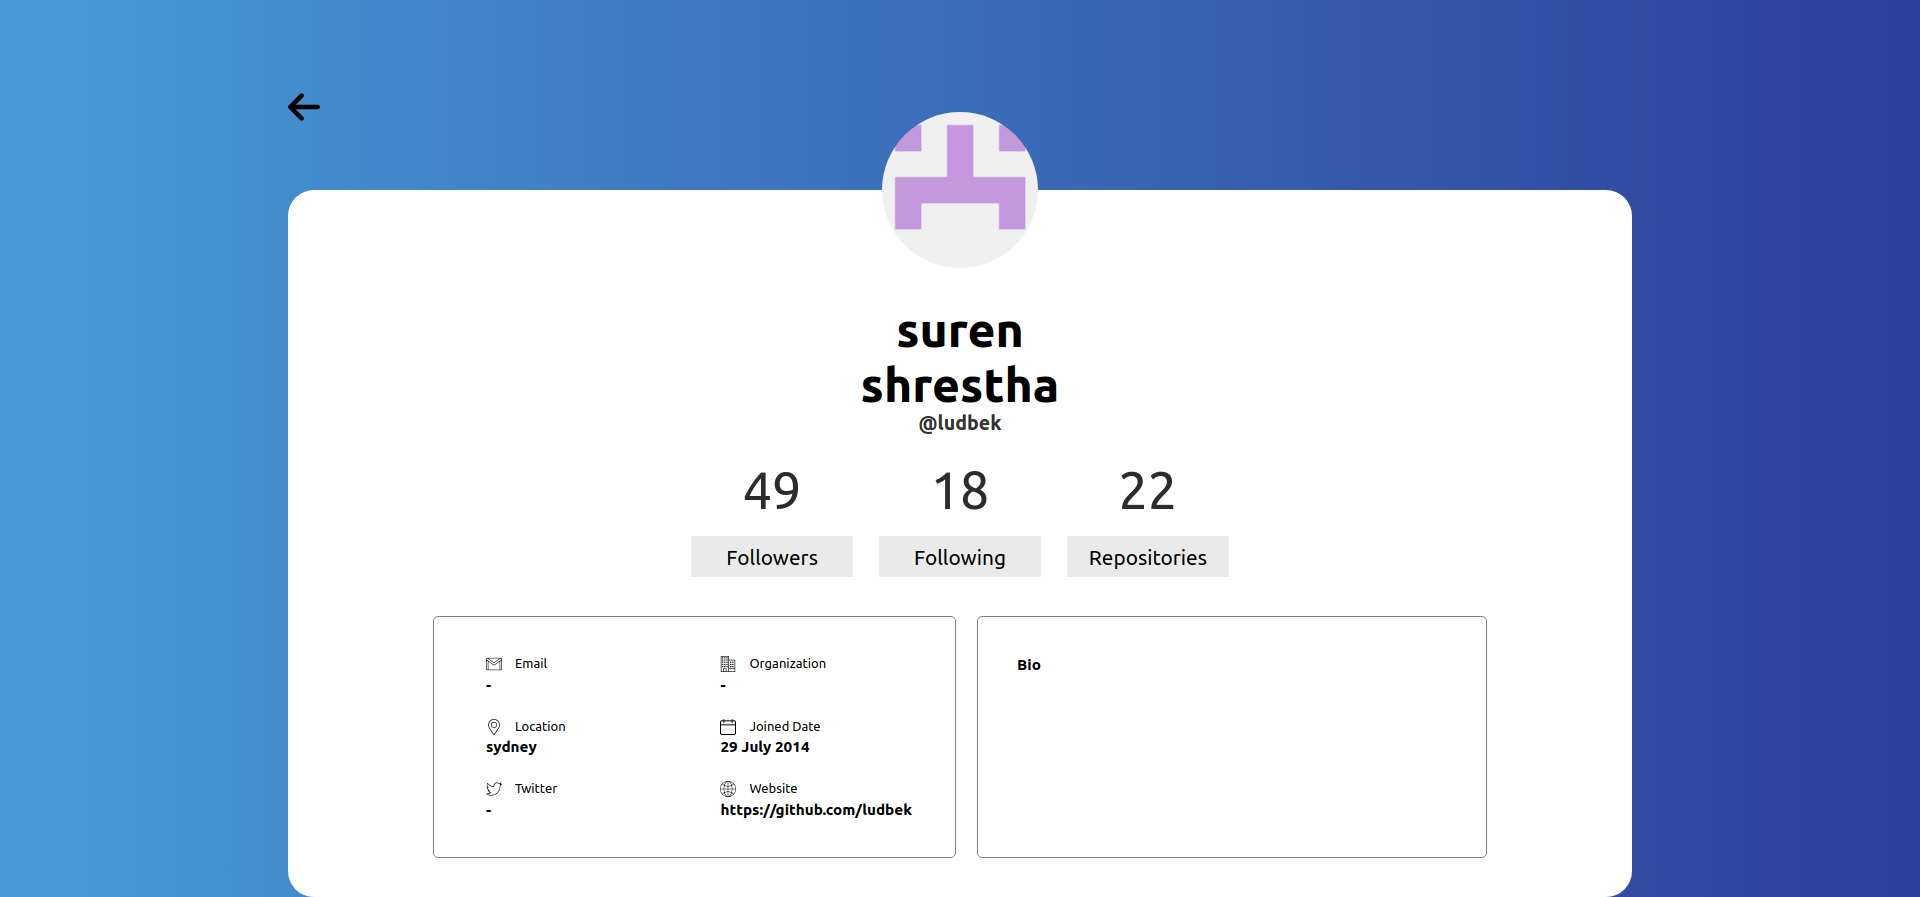 suren
shrestha
@ludbek
49 18 22
Followers Following Repositories
Email
-
Organization
-
Location
sydney
Joined Date
29 July 2014
Twitter
-
Website
https://github.com/ludbek
Bio